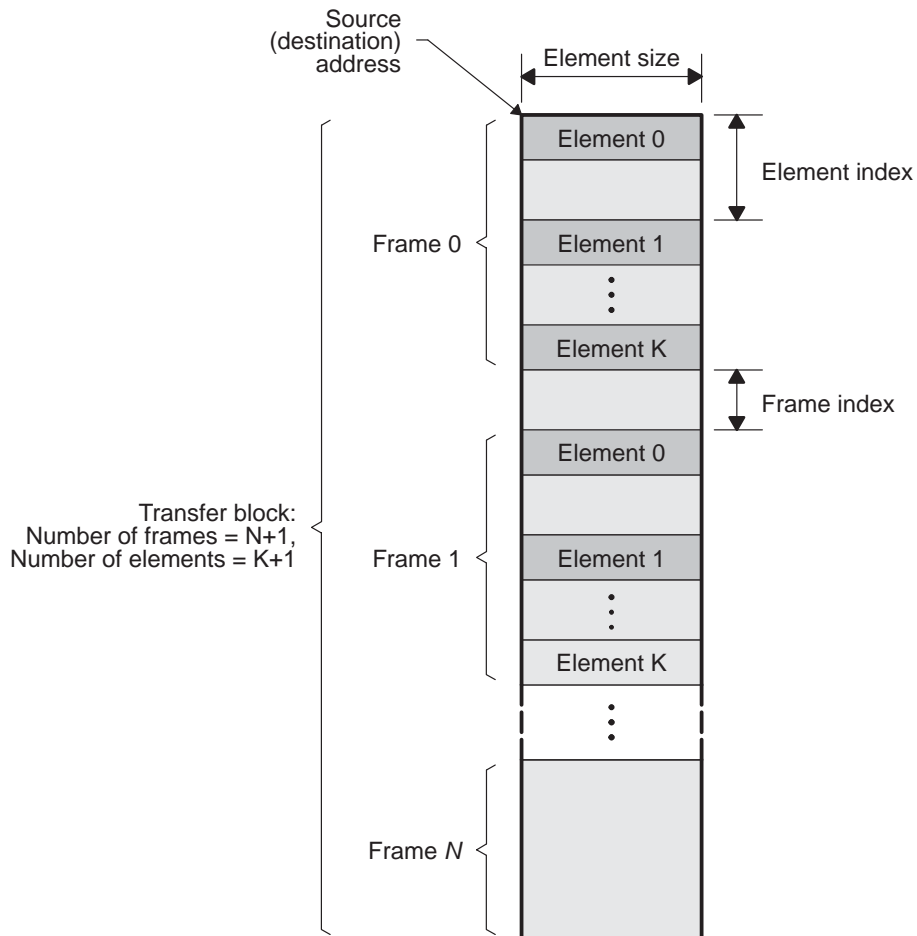 Source
(destination)
address
Element size
Element 0
Element index
Frame 0
Element 1
Element K
Frame index
Element 0
Transfer block:
Number of frames = N+1,
Number of elements = K+1
Frame 1
Element 1
Element K
Frame N